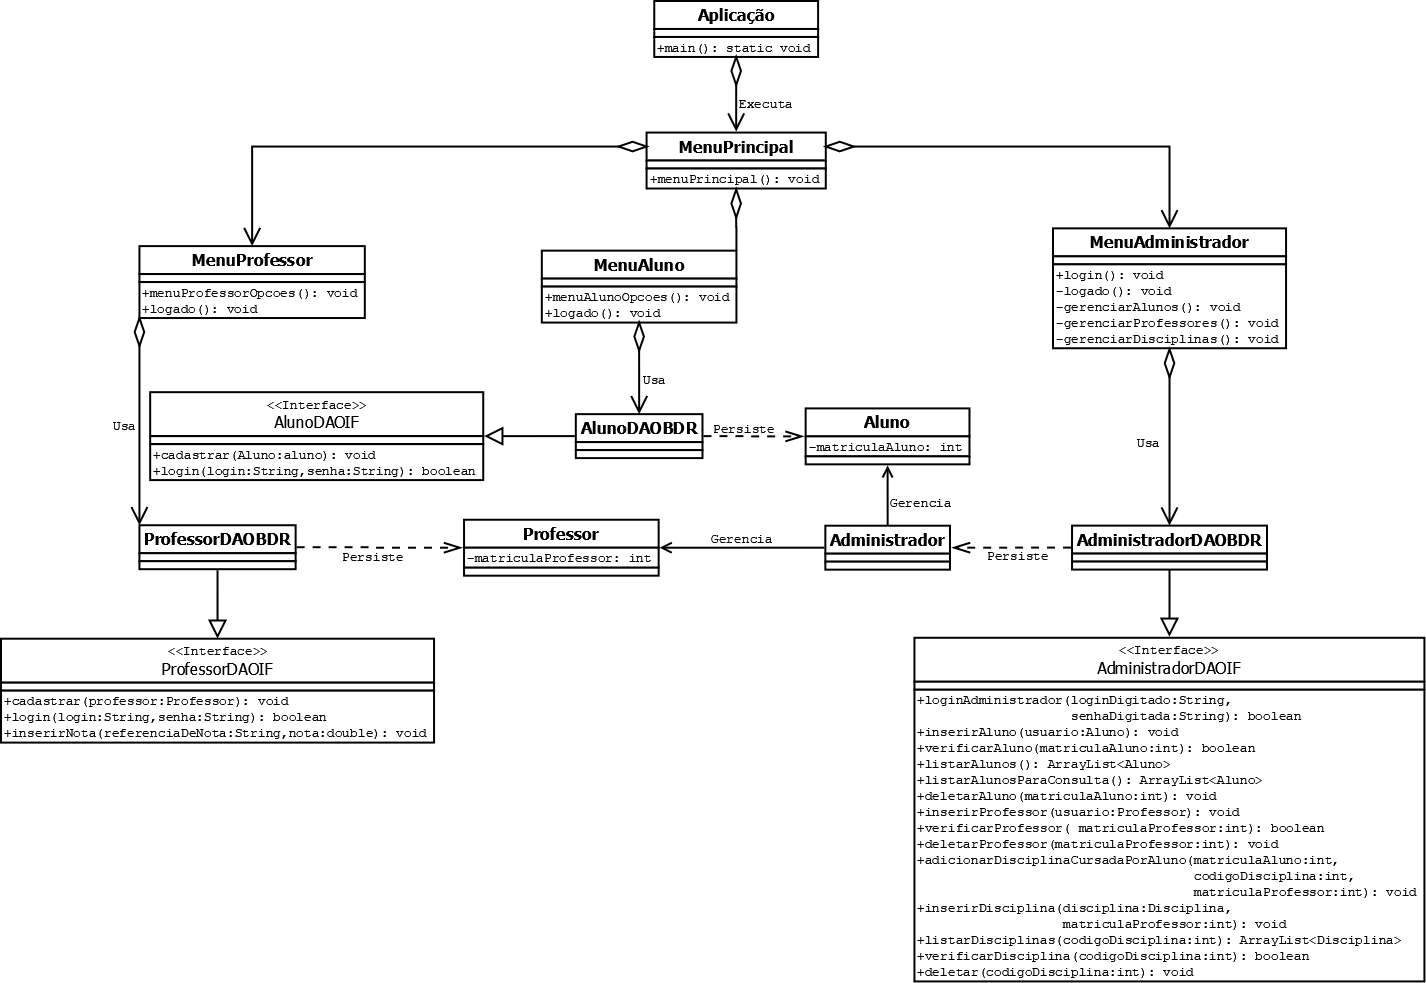 Aplicação
+main(): static void
Executa
MenuPrincipal
+menuPrincipal(): void
MenuProfessor
+menuProfessorOpcoes(): void
+logado(): void
MenuAluno
+menuAlunoOpcoes(): void
+logado(): void
MenuAdministrador
+login(): void
-logado(): void
-gerenciarAlunos(): void
-gerenciarProfessores(): void
-gerenciarDisciplinas(): void
Usa
Usa
Usa
<<Interface>>
AlunoDAOIF
+cadastrar(Aluno:aluno): void
+login(login:String,senha:String): boolean
AlunoDAOBDR
Persiste
Aluno
-matriculaAluno: int
Gerencia
ProfessorDAOBDR
Persiste
Professor
-matriculaProfessor: int
Gerencia
Administrador
Persiste
AdministradorDAOBDR
<<Interface>>
ProfessorDAOIF
+cadastrar(professor:Professor): void
+login(login:String,senha:String): boolean
+inserirNota(referenciaDeNota:String,nota:double): void
<<Interface>>
AdministradorDAOIF
+loginAdministrador(loginDigitado:String,
senhaDigitada:String): boolean
+inserirAluno(usuario:Aluno): void
+verificarAluno(matriculaAluno:int): boolean
+listarAlunos(): ArrayList<Aluno>
+listarAlunosParaConsulta(): ArrayList<Aluno>
+deletarAluno(matriculaAluno:int): void
+inserirProfessor(usuario:Professor): void
+verificarProfessor( matriculaProfessor:int): boolean
+deletarProfessor(matriculaProfessor:int): void
+adicionarDisciplinaCursadaPorAluno(matriculaAluno:int,
codigoDisciplina:int,
matriculaProfessor:int): void
+inserirDisciplina(disciplina:Disciplina,
matriculaProfessor:int): void
+listarDisciplinas(codigoDisciplina:int): ArrayList<Disciplina>
+verificarDisciplina(codigoDisciplina:int): boolean
+deletar(codigoDisciplina:int): void